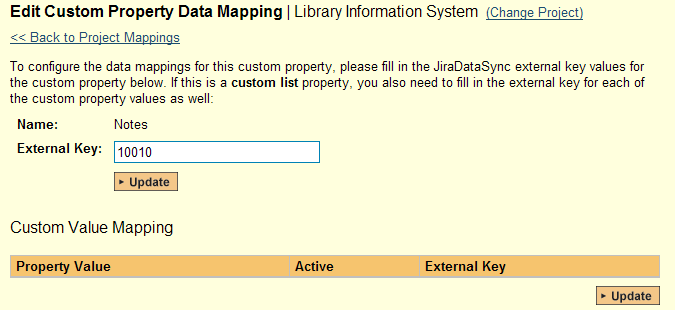 Edit Custom Property Data Mapping | Library Information System (Change Project)
<< Back to Project Mappings
To configure the data mappings for this custom property, please fill in the JiraDataSync external key values for
the custom property below. If this is a custom list property, you also need to fill in the external key for each of
the custom property values as well:
Name: Notes
External Key: 10010
Update
Custom Value Mapping
Property Value Active External Key
Update